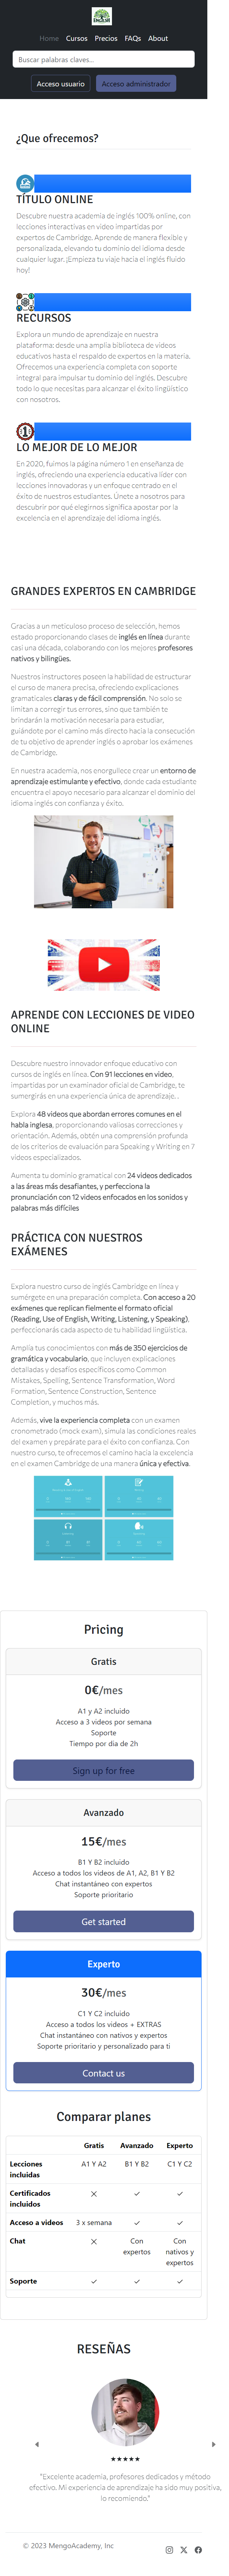 ENGLISH
Home Cursos Precios FAQs About
Buscar palabras claves...
Acceso usuario Acceso administrador
¿Que ofrecemos?
TÍTULO ONLINE
Descubre nuestra academia de inglés 100% online, con
lecciones interactivas en video impartidas por
expertos de Cambridge. Aprende de manera flexible y
personalizada, elevando tu dominio del idioma desde
cualquier lugar. ¡Empieza tu viaje hacia el inglés fluido
hoy!
RECURSOS
Explora un mundo de aprendizaje en nuestra
plataforma: desde una amplia biblioteca de videos
educativos hasta el respaldo de expertos en la materia.
Ofrecemos una experiencia completa con soporte
integral para impulsar tu dominio del inglés. Descubre
todo lo que necesitas para alcanzar el éxito lingüístico
con nosotros.
1
LO MEJOR DE LO MEJOR
En 2020, fuimos la página número 1 en enseñanza de
inglés, ofreciendo una experiencia educativa líder con
lecciones innovadoras y un enfoque centrado en el
éxito de nuestros estudiantes. Únete a nosotros para
descubrir por qué elegirnos significa apostar por la
excelencia en el aprendizaje del idioma inglés.
GRANDES EXPERTOS EN CAMBRIDGE
Gracias a un meticuloso proceso de selección, hemos
estado proporcionando clases de inglés en línea durante
casi una década, colaborando con los mejores profesores
nativos y bilingües.
Nuestros instructores poseen la habilidad de estructurar
el curso de manera precisa, ofreciendo explicaciones
gramaticales claras y de fácil comprensión. No solo se
limitan a corregir tus errores, sino que también te
brindarán la motivación necesaria para estudiar,
guiándote por el camino más directo hacia la consecución
de tu objetivo de aprender inglés o aprobar los exámenes
de Cambridge.
En nuestra academia, nos enorgullece crear un entorno de
aprendizaje estimulante y efectivo, donde cada estudiante
encuentra el apoyo necesario para alcanzar el dominio del
idioma inglés con confianza y éxito.
APRENDE CON LECCIONES DE VIDEO
ONLINE
Descubre nuestro innovador enfoque educativo con
cursos de inglés en línea. Con 91 lecciones en video,
impartidas por un examinador oficial de Cambridge, te
sumergirás en una experiencia única de aprendizaje. .
Explora 48 videos que abordan errores comunes en el
habla inglesa, proporcionando valiosas correcciones y
orientación. Además, obtén una comprensión profunda
de los criterios de evaluación para Speaking y Writing en 7
videos especializados.
Aumenta tu dominio gramatical con 24 videos dedicados
a las áreas más desafiantes, y perfecciona la
pronunciación con 12 videos enfocados en los sonidos y
palabras más difíciles
PRÁCTICA CON NUESTROS
EXÁMENES
Explora nuestro curso de inglés Cambridge en línea y
sumérgete en una preparación completa. Con acceso a 20
exámenes que replican fielmente el formato oficial
(Reading, Use of English, Writing, Listening, y Speaking),
perfeccionarás cada aspecto de tu habilidad lingüística.
Amplía tus conocimientos con más de 350 ejercicios de
gramática y vocabulario, que incluyen explicaciones
detalladas y desafíos específicos como Common
Mistakes, Spelling, Sentence Transformation, Word
Formation, Sentence Construction, Sentence
Completion, y muchos más.
Además, vive la experiencia completa con un examen
cronometrado (mock exam), simula las condiciones reales
del examen y prepárate para el éxito con confianza. Con
nuestro curso, te ofrecemos el camino hacia la excelencia
en el examen Cambridge de una manera única y efectiva.
Pricing
Gratis
0€/mes
A1 y A2 incluido
Acceso a 3 videos por semana
Soporte
Tiempo por dia de 2h
Sign up for free
Avanzado
15€/mes
B1 Y B2 incluido
Acceso a todos los videos de A1, A2, B1 Y B2
Chat instantáneo con expertos
Soporte prioritario
Get started
Experto
30€/mes
C1 Y C2 incluido
Acceso a todos los videos + EXTRAS
Chat instantáneo con nativos y expertos
Soporte prioritario y personalizado para tí
Contact us
Comparar planes
Gratis Avanzado Experto
Lecciones incluidas A1 Y A2 B1 Y B2 C1 Y C2
Certificados incluidos
Acceso a videos 3 x semana
Chat Con expertos Con nativos y expertos
Soporte
RESEÑAS
★★★★★
"Excelente academia, profesores dedicados y método
efectivo. Mi experiencia de aprendizaje ha sido muy positiva,
lo recomiendo."
© 2023 MengoAcademy, Inc